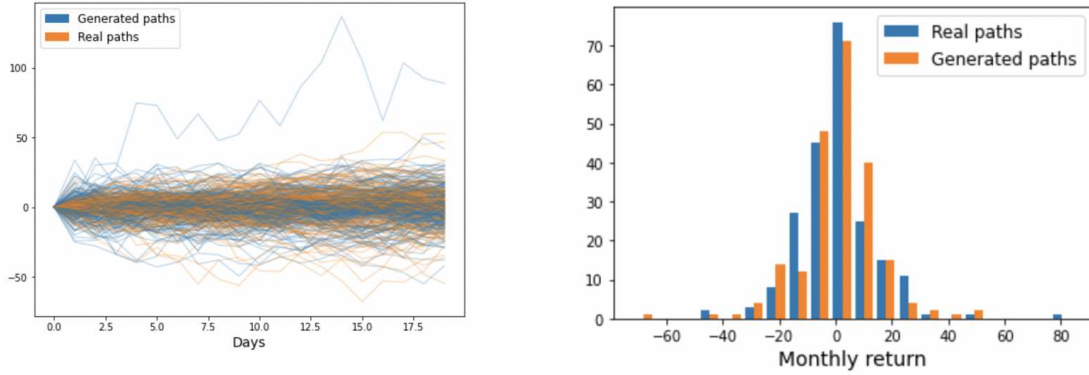 Generated paths
Real paths
100
50
0
−50
0.0 2.5 5.0 7.5 10.0 12.5 15.0 17.5
Days
Real paths
Generated paths
70
60
50
40
30
20
10
0
−60 −40 −20 0 20 40 60 80
Monthly return